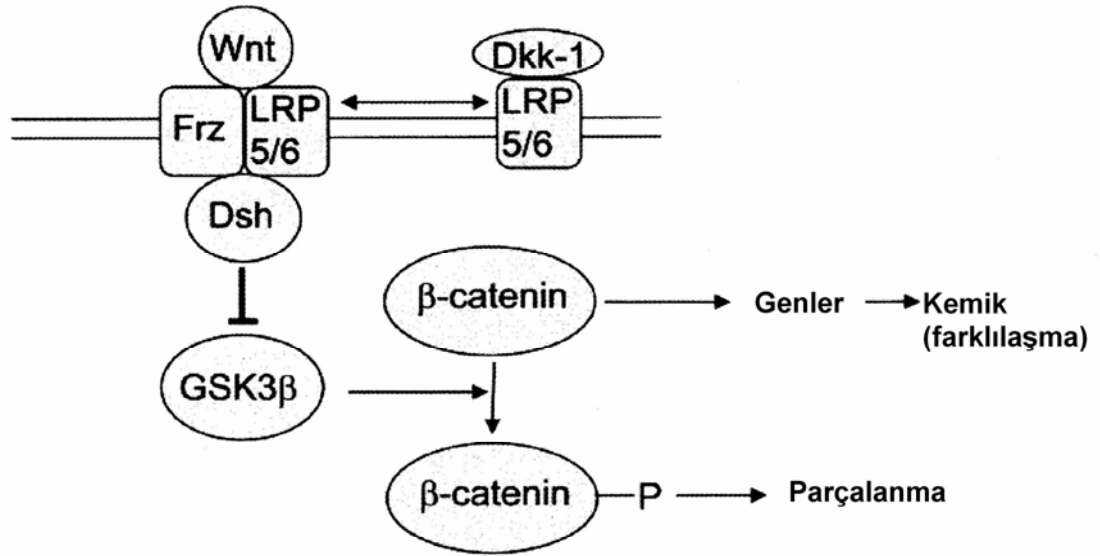 Wnt
Dkk-1
Frz
LRP
5/6
LRP
5/6
Dsh
β-catenin
Genler
Kemik
(farklılaşma)
GSK3β
β-catenin
P
Parçalanma